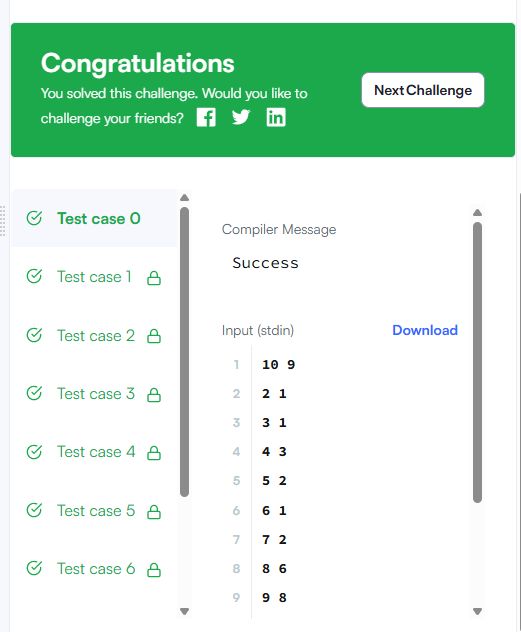 Congratulations
You solved this challenge. Would you like to
challenge your friends?
Next Challenge
Test case 0
Test case 1
Test case 2
Test case 3
Test case 4
Test case 5
Test case 6
Compiler Message
Success
Input (stdin)
Download
1 10 9
2 2 1
3 3 1
4 4 3
5 5 2
6 6 1
7 7 2
8 8 6
9 9 8